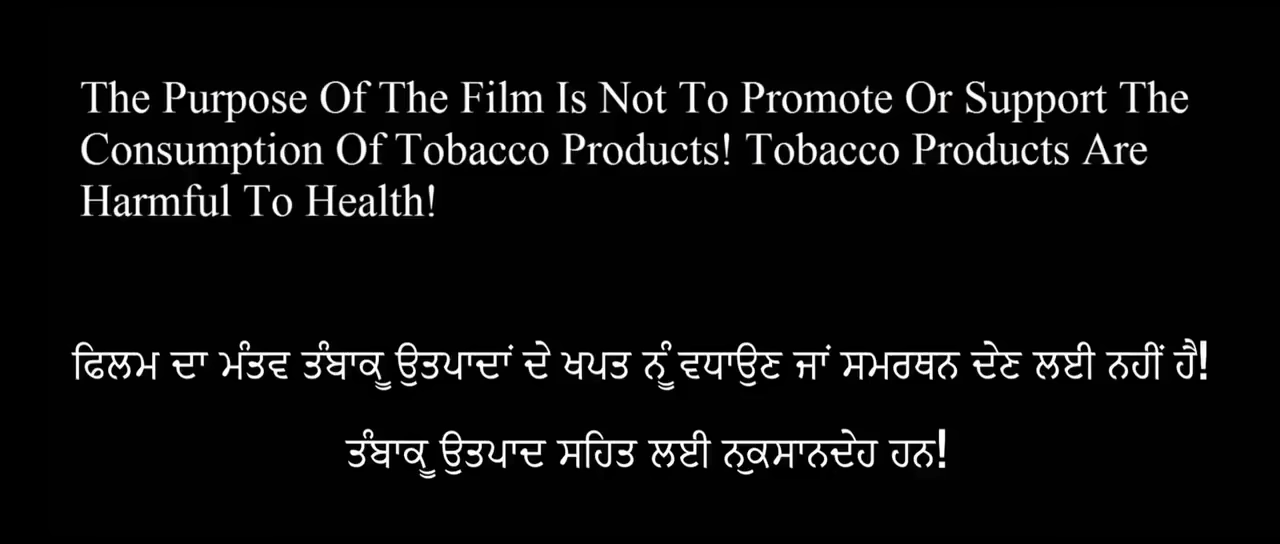 The Purpose Of The Film Is Not To Promote Or Support The
Consumption Of Tobacco Products! Tobacco Products Are
Harmful To Health!
ਫਿਲਮ ਦਾ ਮੰਤਵ ਤੰਬਾਕੂ ਉਤਪਾਦਾਂ ਦੇ ਖਪਤ ਨੂੰ ਵਧਾਉਣ ਜਾਂ ਸਮਰਥਨ ਦੇਣ ਲਈ ਨਹੀਂ ਹੈ!
ਤੰਬਾਕੂ ਉਤਪਾਦ ਸਹਿਤ ਲਈ ਨੁਕਸਾਨਦੇਹ ਹਨ!